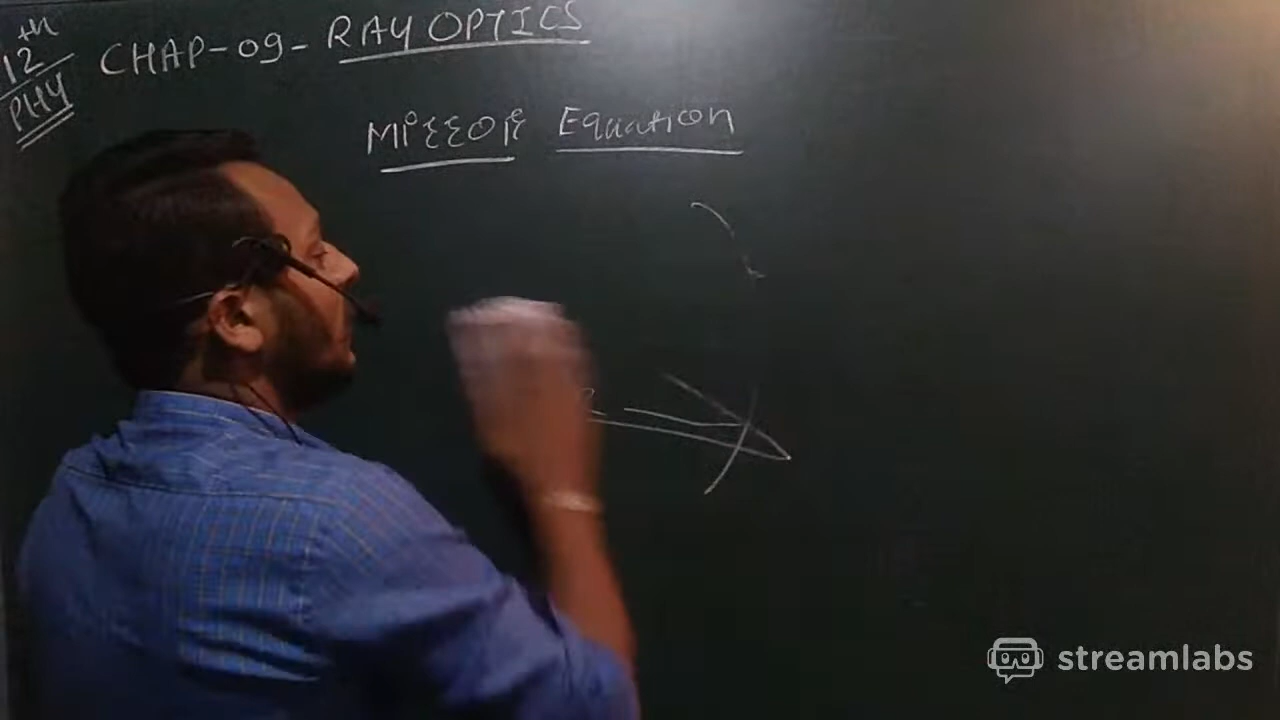 12th
PHY
CHAP-09- RAY OPTICS
MIRROR Equation
streamlabs